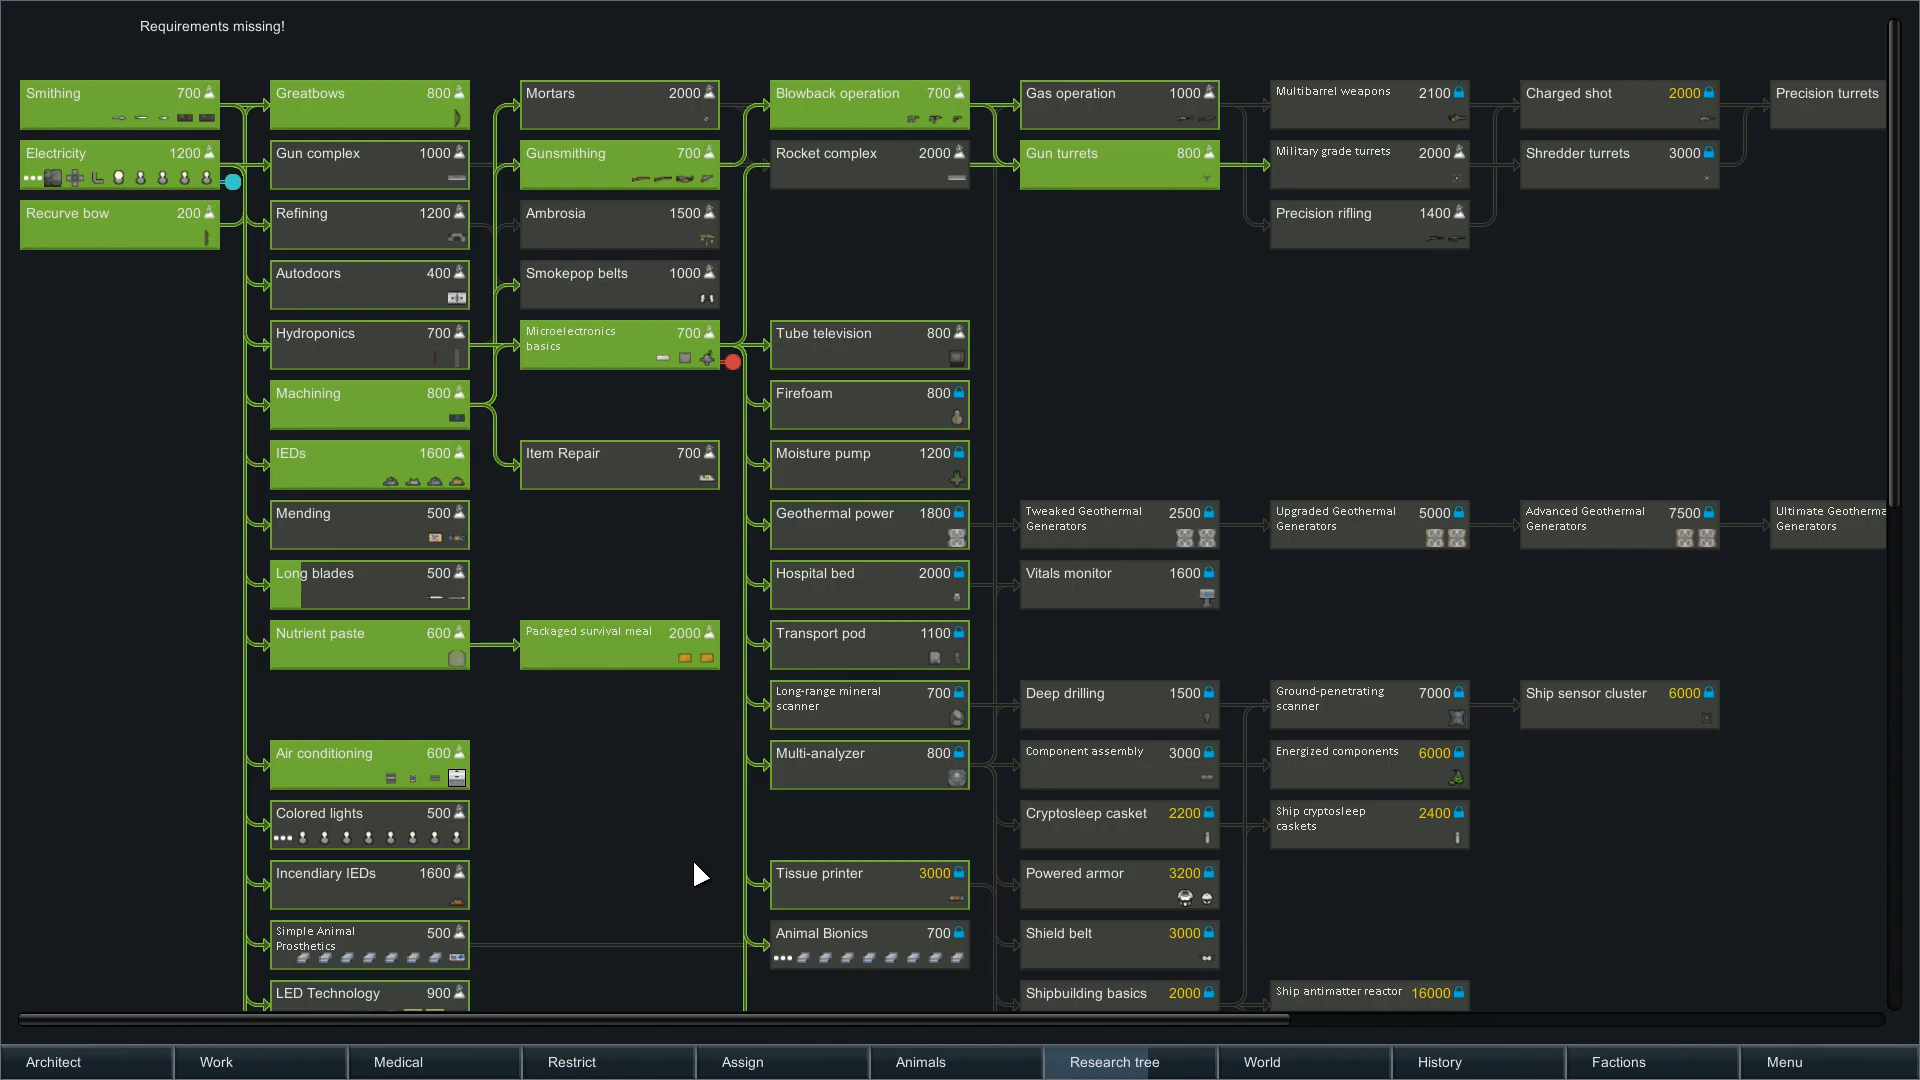 Requirements missing!
Smithing 700
Greatbows 800
Mortars 2000
Blowback operation 700
Gas operation 1000
Multibarrel weapons 2100
Charged shot 2000
Precision turrets
Electricity 1200
Gun complex 1000
Gunsmithing 700
Rocket complex 2000
Gun turrets 800
Military grade turrets 2000
Shredder turrets 3000
Recurve bow 200
Refining 1200
Ambrosia 1500
Precision rifling 1400
Autodoors 400
Smokepop belts 1000
Hydroponics 700
Microelectronics
basics 700
Tube television 800
Machining 800
Firefoam 800
IEDs 1600
Item Repair 700
Moisture pump 1200
Mending 500
Geothermal power 1800
Tweaked Geothermal
Generators 2500
Upgraded Geothermal
Generators 5000
Advanced Geothermal
Generators 7500
Ultimate Geotherma
Generators
Long blades 500
Hospital bed 2000
Vitals monitor 1600
Nutrient paste 600
Packaged survival meal 2000
Transport pod 1100
Long-range mineral
scanner 700
Deep drilling 1500
Ground-penetrating
scanner 7000
Ship sensor cluster 6000
Air conditioning 600
Multi-analyzer 800
Component assembly 3000
Energized components 6000
Colored lights 500
Cryptosleep casket 2200
Ship cryptosleep
caskets 2400
Incendiary IEDs 1600
Tissue printer 3000
Powered armor 3200
Simple Animal
Prosthetics 500
Animal Bionics 700
Shield belt 3000
LED Technology 900
Shipbuilding basics 2000
Ship antimatter reactor 16000
Architect
Work
Medical
Restrict
Assign
Animals
Research tree
World
History
Factions
Menu